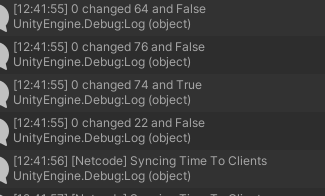 [12:41:55] 0 changed 64 and False
UnityEngine.Debug:Log (object)
[12:41:55] 0 changed 76 and False
UnityEngine.Debug:Log (object)
[12:41:55] 0 changed 74 and True
UnityEngine.Debug:Log (object)
[12:41:55] 0 changed 22 and False
UnityEngine.Debug:Log (object)
[12:41:56] [Netcode] Syncing Time To Clients
UnityEngine.Debug:Log (object)